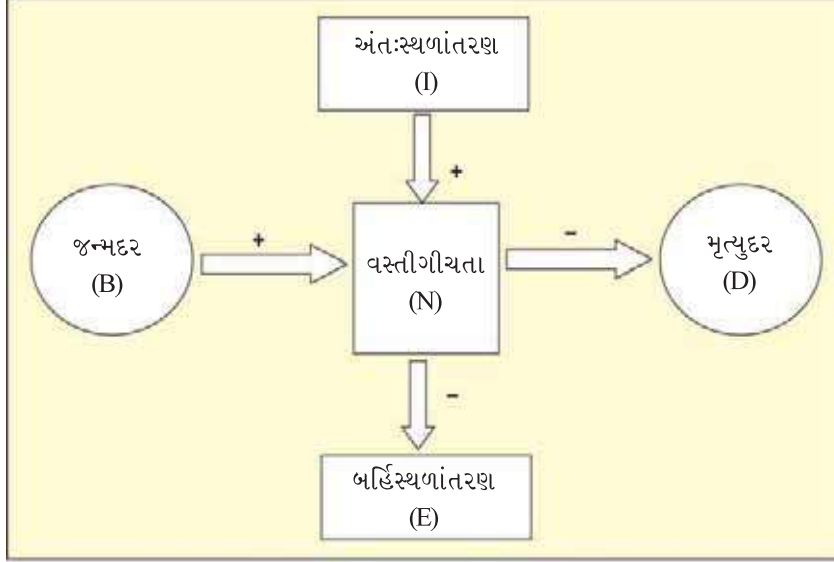 અંતઃસ્થળાંતરણ
(I)
+
જન્મદર
(B)
+
વસ્તીગીચતા
(N)
–
મૃત્યુદર
(D)
–
બર્હિસ્થળાંતરણ
(E)